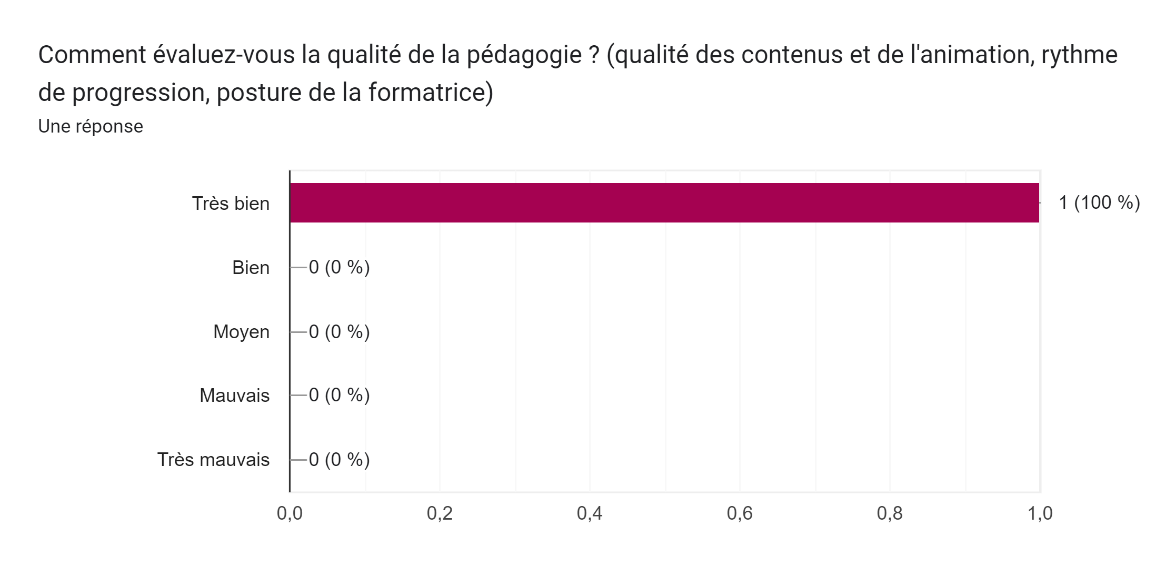 Comment évaluez-vous la qualité de la pédagogie ? (qualité des contenus et de l'animation, rythme
de progression, posture de la formatrice)
Une réponse
Très bien
1 (100 %)
Bien
0 (0 %)
Moyen
0 (0 %)
Mauvais
0 (0 %)
Très mauvais
0 (0 %)
0,0 0,2 0,4 0,6 0,8 1,0